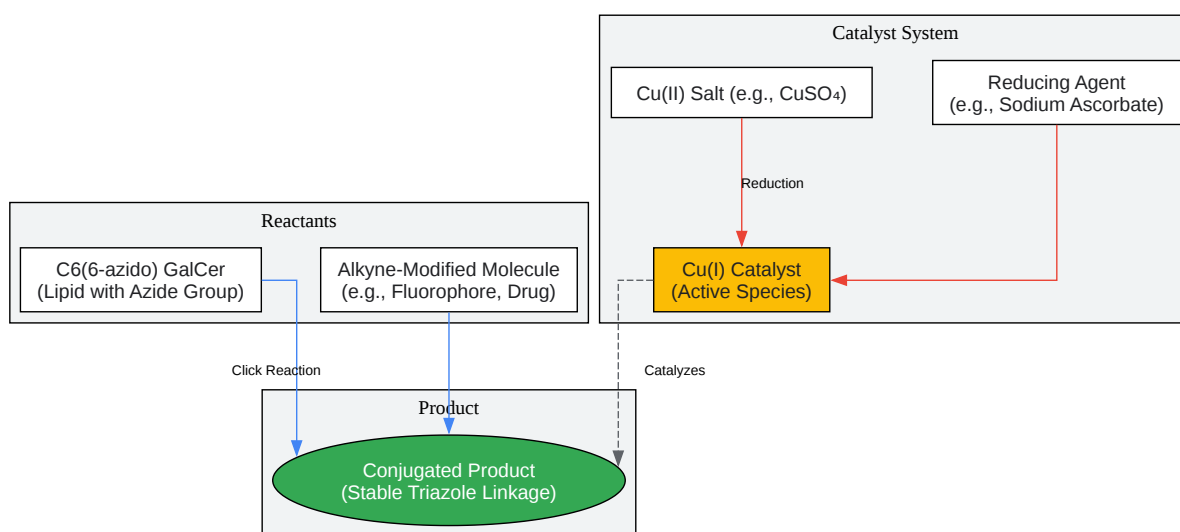 Catalyst System
Cu(II) Salt (e.g., CuSO₄)
Reducing Agent
(e.g., Sodium Ascorbate)
Reduction
Reactants
C6(6-azido) GalCer
(Lipid with Azide Group)
Alkyne-Modified Molecule
(e.g., Fluorophore, Drug)
Cu(I) Catalyst
(Active Species)
Click Reaction
Catalyzes
Product
Conjugated Product
(Stable Triazole Linkage)